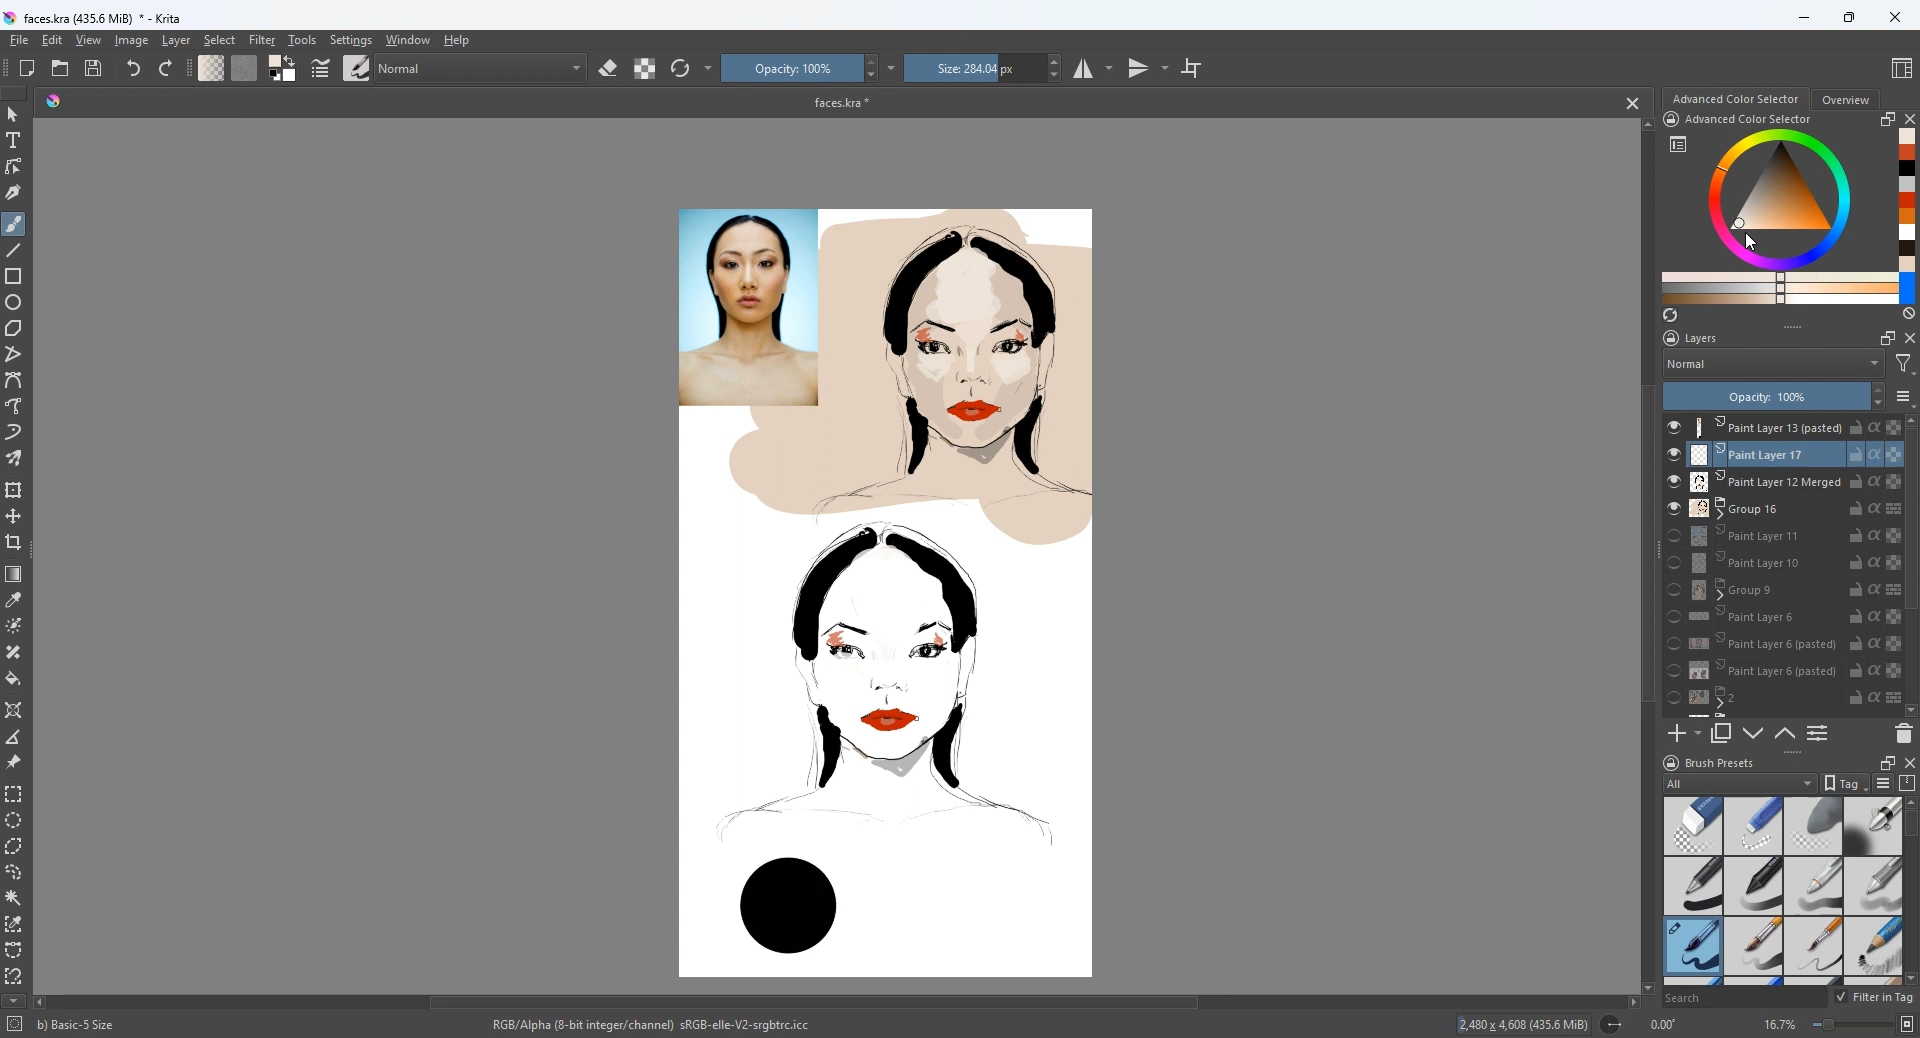 faces.kra (435.6 MiB) * - Krita
File Edit View Image Layer Select Filter Tools Settings Window Help
Normal Opacity: 100% Size: 284.04 px
faces.kra *
Advanced Color Selector Overview
Advanced Color Selector
Layers
Normal
Opacity: 100%
Paint Layer 13 (pasted)
Paint Layer 17
Paint Layer 12 Merged
Group 16
Paint Layer 11
Paint Layer 10
Group 9
Paint Layer 6
Paint Layer 6 (pasted)
Paint Layer 6 (pasted)
2
Brush Presets
All Tag
Search Filter in Tag
b) Basic-5 Size RGB/Alpha (8-bit integer/channel) sRGB-elle-V2-srgbtrc.icc 2,480 x 4,608 (435.6 MiB) 0.00° 16.7%